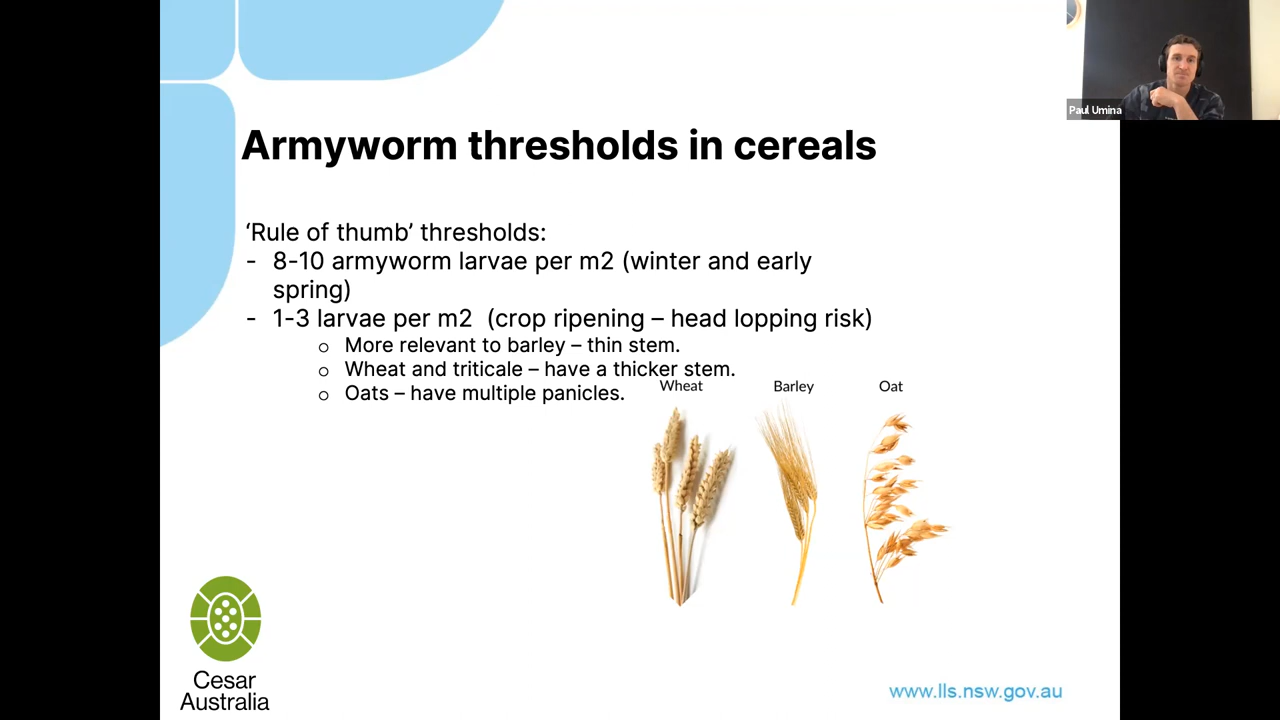 Paul Umina
Armyworm thresholds in cereals
‘Rule of thumb’ thresholds:
- 8-10 armyworm larvae per m2 (winter and early
spring)
- 1-3 larvae per m2  (crop ripening – head lopping risk)
o More relevant to barley – thin stem.
o Wheat and triticale – have a thicker stem.
o Oats – have multiple panicles.
Wheat
Barley
Oat
Cesar
Australia
www.lls.nsw.gov.au